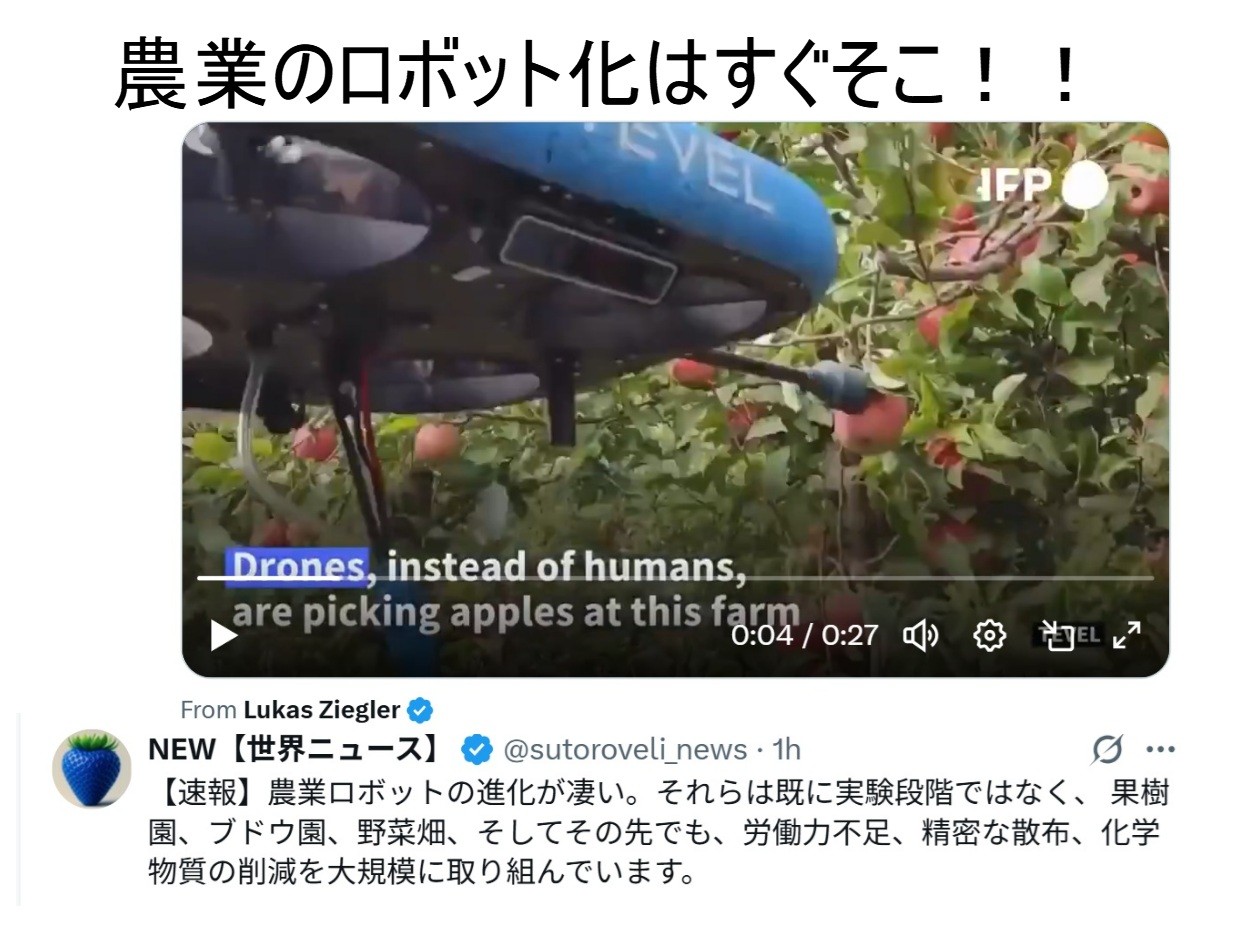 農業のロボット化はすぐそこ！！
TEVEL
IFP
Drones, instead of humans,
are picking apples at this farm
0:04 / 0:27
TEVEL
From Lukas Ziegler
NEW【世界ニュース】 @sutoroveli_news · 1h
【速報】農業ロボットの進化が凄い。それらは既に実験段階ではなく、 果樹
園、ブドウ園、野菜畑、そしてその先でも、労働力不足、精密な散布、化学
物質の削減を大規模に取り組んでいます。